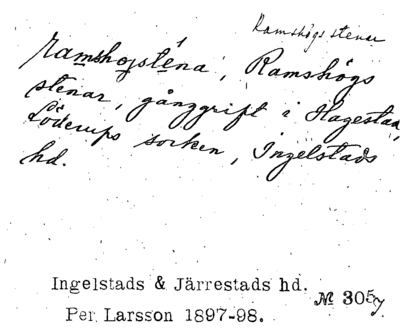 Ramshögs stenar
ramshojstena, Ramshögs
stenar, gånggrift i Hagestad,
Löderups socken, Ingelstads
hd.
Ingelstads & Järrestads hd.
Per Larsson 1897-98.
№ 305